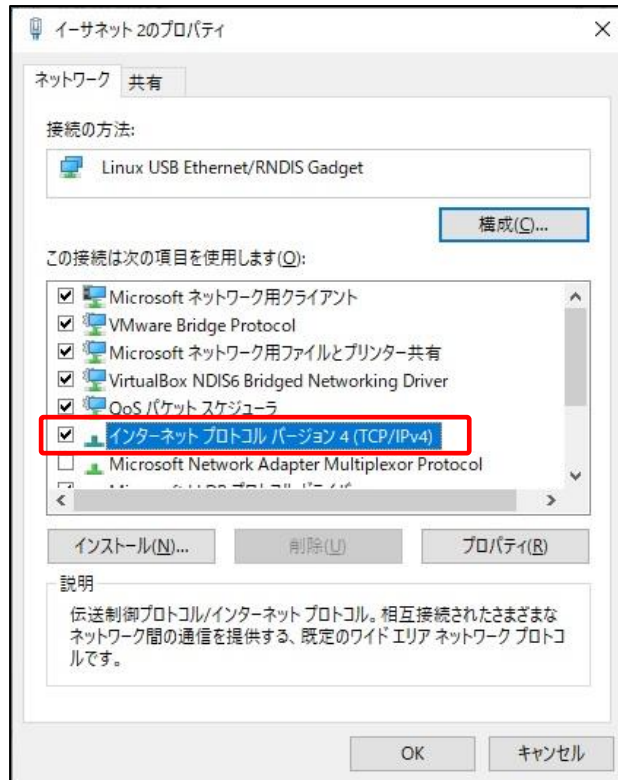 イーサネット 2のプロパティ
ネットワーク 共有
接続の方法:
Linux USB Ethernet/RNDIS Gadget
構成(C)...
この接続は次の項目を使用します(O):
Microsoft ネットワーク用クライアント
VMware Bridge Protocol
Microsoft ネットワーク用ファイルとプリンター共有
VirtualBox NDIS6 Bridged Networking Driver
QoS パケット スケジューラ
インターネット プロトコル バージョン 4 (TCP/IPv4)
Microsoft Network Adapter Multiplexor Protocol
インストール(N)... 削除(U) プロパティ(R)
説明
伝送制御プロトコル/インターネット プロトコル。相互接続されたさまざまな
ネットワーク間の通信を提供する、既定のワイド エリア ネットワーク プロトコ
ルです。
OK キャンセル